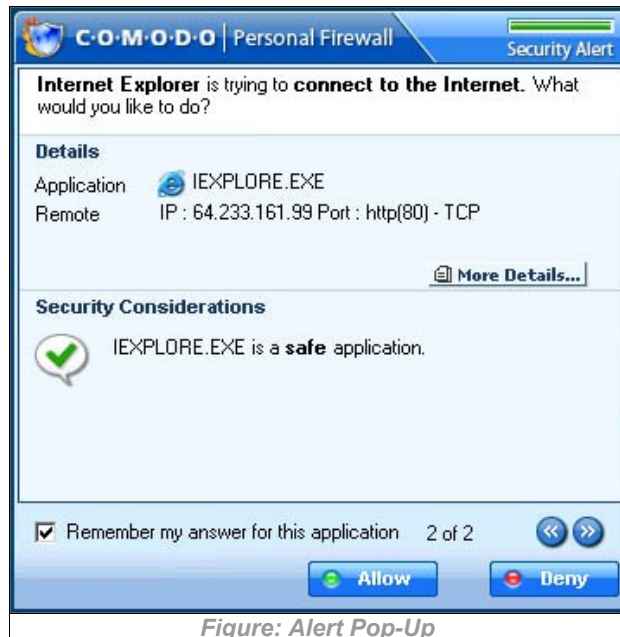 C·O·M·O·D·O | Personal Firewall
Security Alert
Internet Explorer is trying to connect to the Internet. What
would you like to do?
Details
Application IEXPLORE.EXE
Remote IP : 64.233.161.99 Port : http(80) - TCP
More Details...
Security Considerations
IEXPLORE.EXE is a safe application.
Remember my answer for this application 2 of 2
Allow Deny
Figure: Alert Pop-Up